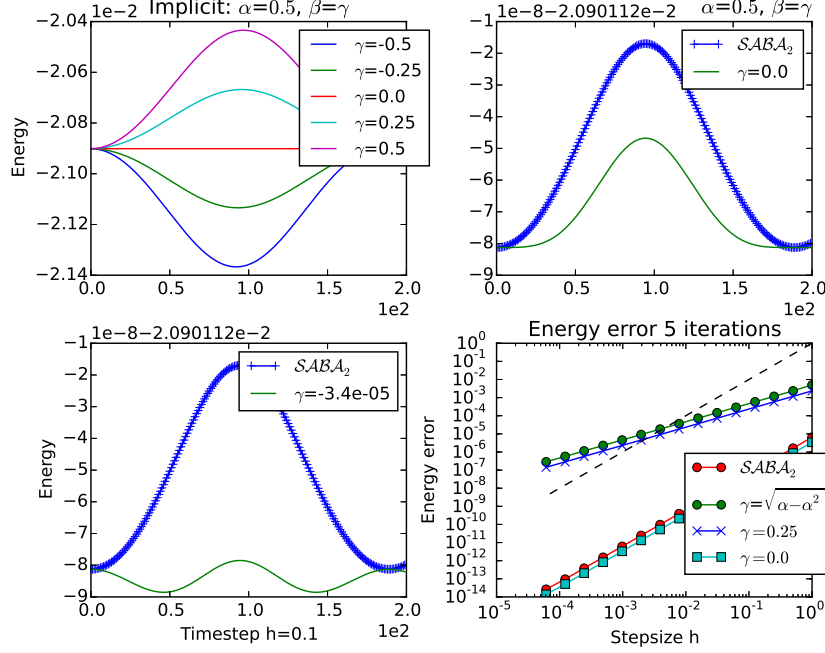 Implicit: α=0.5, β=γ
1e−2
−2.04
−2.06
−2.08
−2.10
−2.12
−2.14
Energy
γ=-0.5
γ=-0.25
γ=0.0
γ=0.25
γ=0.5
0.0 0.5 1.0 1.5 2.0
1e2
α=0.5, β=γ
1e−8−2.090112e−2
−1
−2
−3
−4
−5
−6
−7
−8
−9
SABA₂
γ=0.0
0.0 0.5 1.0 1.5 2.0
1e2
1e−8−2.090112e−2
−1
−2
−3
−4
−5
−6
−7
−8
−9
Energy
SABA₂
γ=-3.4e-05
0.0 0.5 1.0 1.5 2.0
Timestep h=0.1
1e2
Energy error 5 iterations
10⁰
10⁻¹
10⁻²
10⁻³
10⁻⁴
10⁻⁵
10⁻⁶
10⁻⁷
10⁻⁸
10⁻⁹
10⁻¹⁰
10⁻¹¹
10⁻¹²
10⁻¹³
10⁻¹⁴
Energy error
SABA₂
γ=√α−α²
γ=0.25
γ=0.0
10⁻⁵ 10⁻⁴ 10⁻³ 10⁻² 10⁻¹ 10⁰
Stepsize h